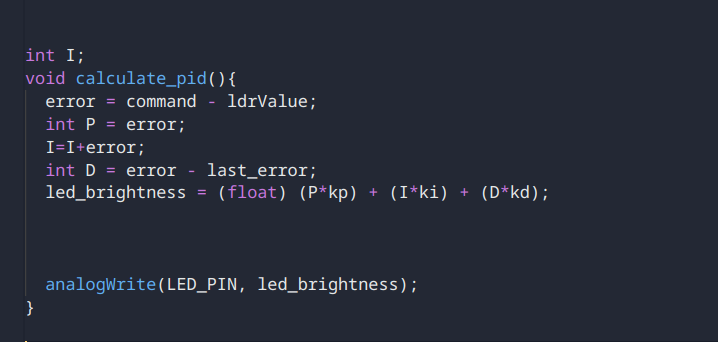 int I;
void calculate_pid(){
error = command - ldrValue;
int P = error;
I=I+error;
int D = error - last_error;
led_brightness = (float) (P*kp) + (I*ki) + (D*kd);
analogWrite(LED_PIN, led_brightness);
}